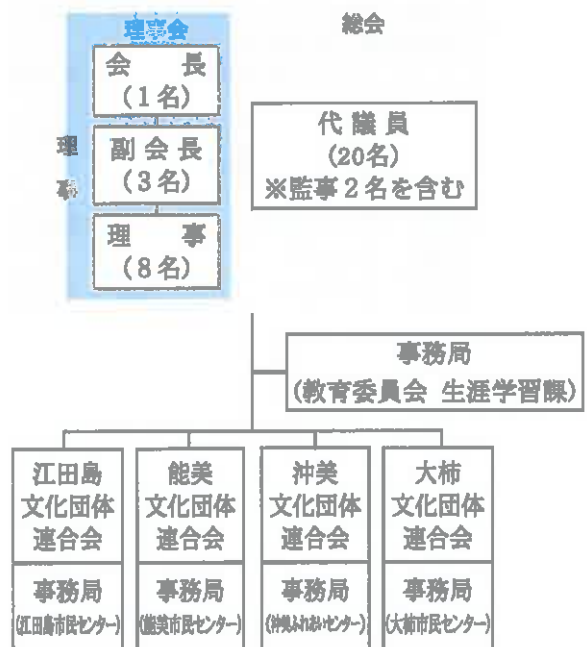 総会
理事会
会 長
(1名)
理事
副会長
(3名)
理 事
(8名)
代議員
(20名)
※監事2名を含む
事務局
(教育委員会 生涯学習課)
江田島
文化団体
連合会
事務局
(江田島市民センター)
能美
文化団体
連合会
事務局
(能美市民センター)
沖美
文化団体
連合会
事務局
(沖美ふれあいセンター)
大柿
文化団体
連合会
事務局
(大柿市民センター)